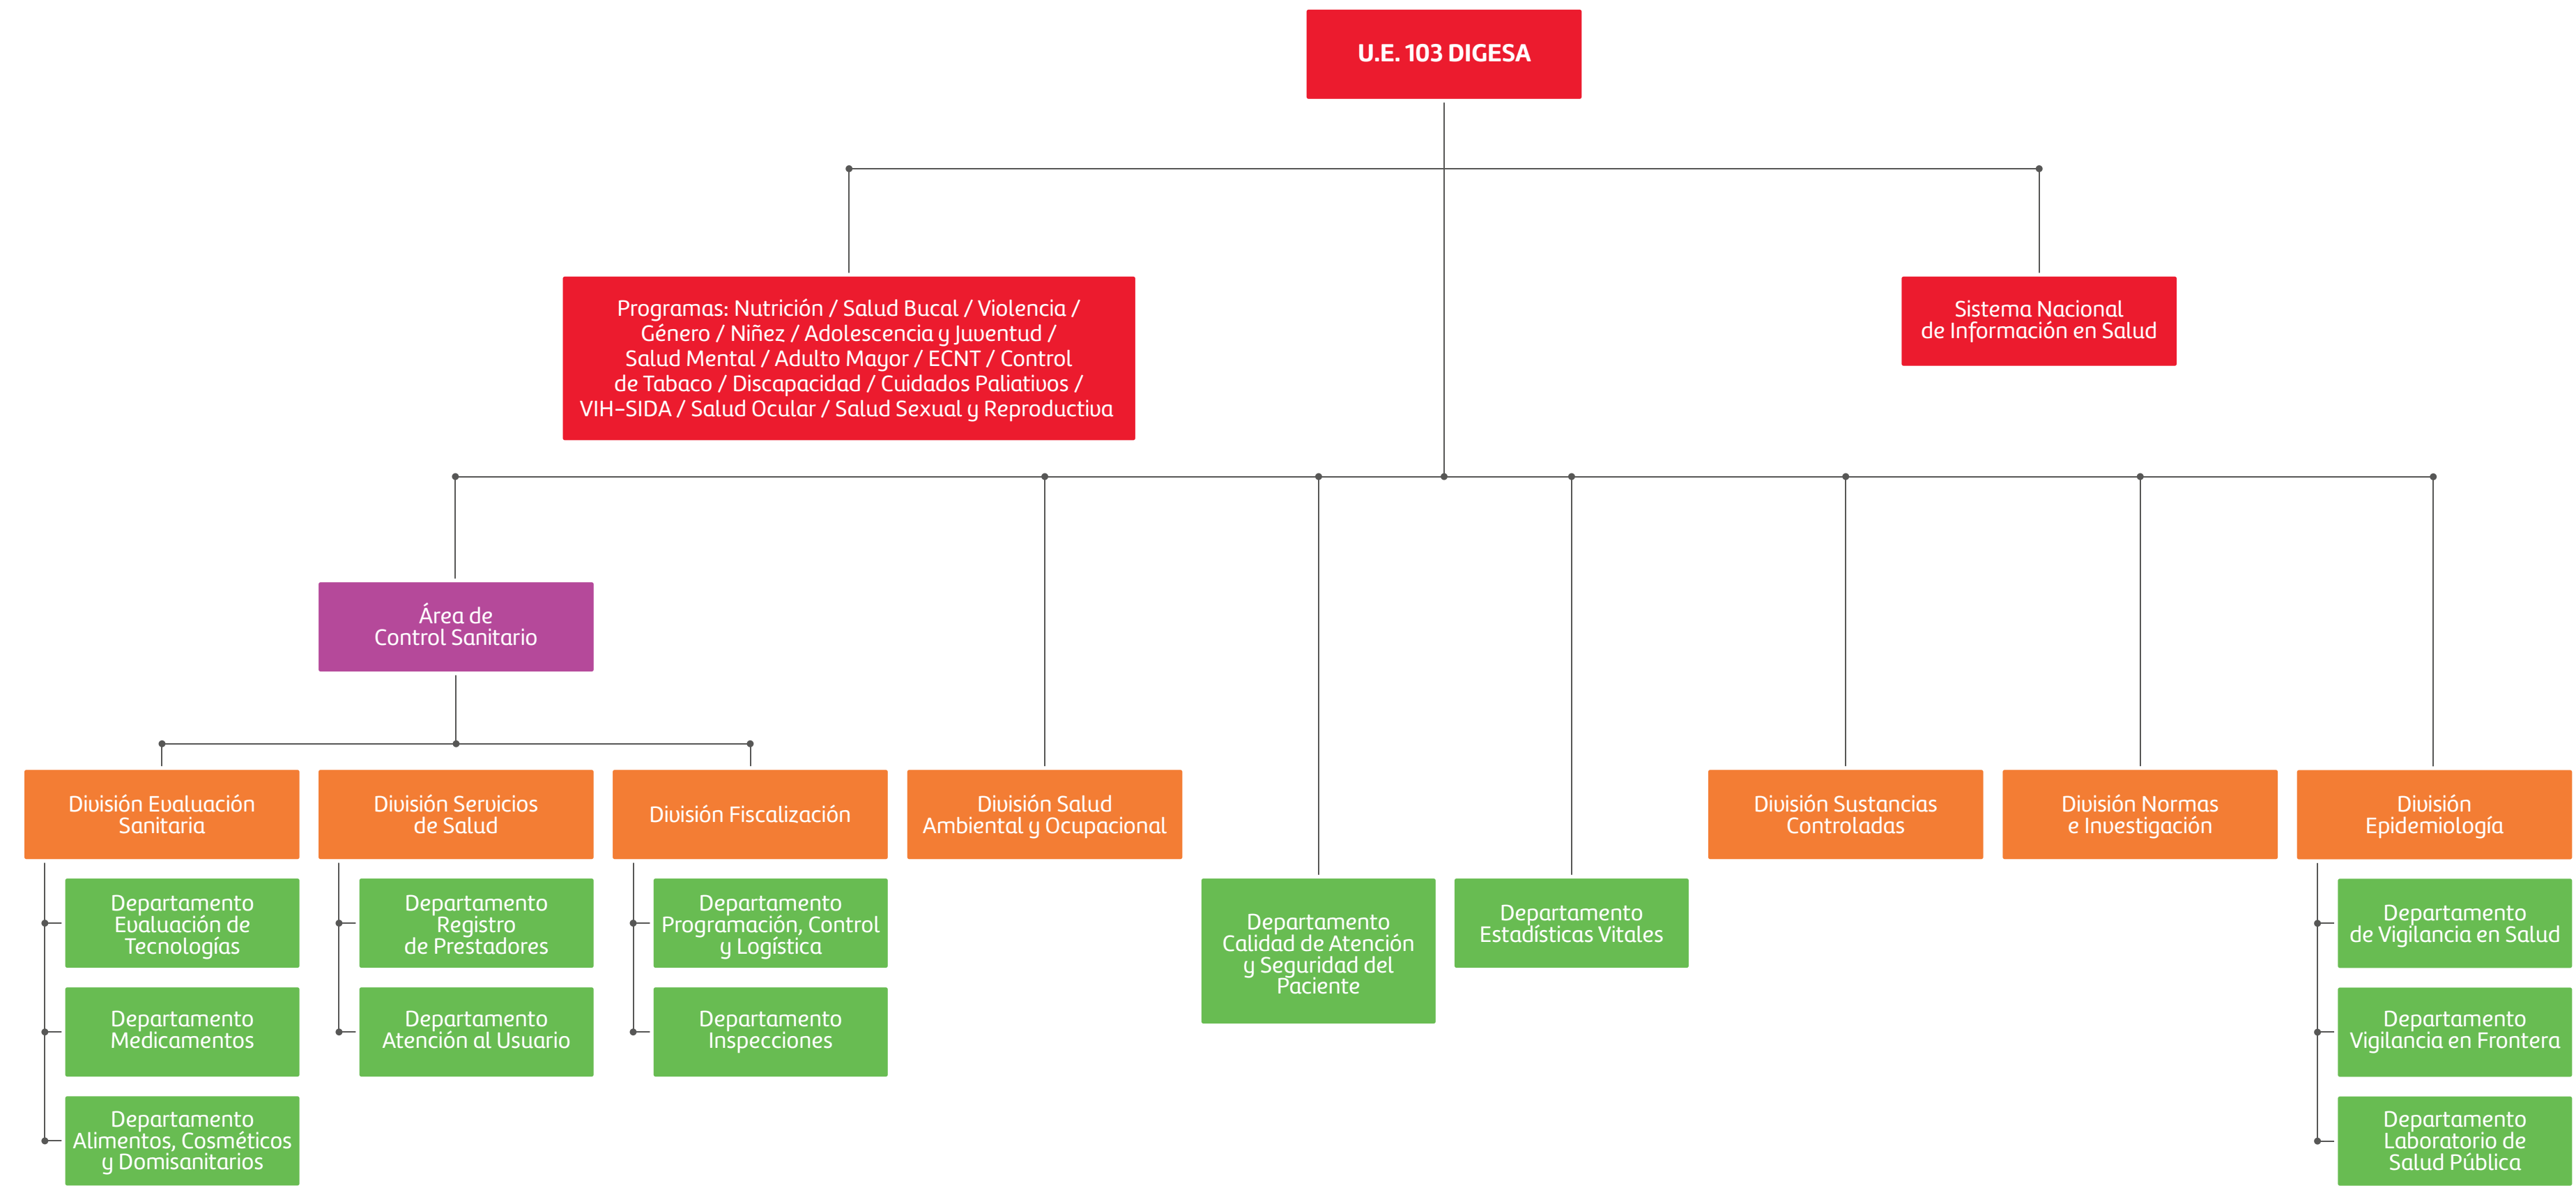 U.E. 103 DIGESA
Programas: Nutrición / Salud Bucal / Violencia /
Género / Niñez / Adolescencia y Juventud /
Salud Mental / Adulto Mayor / ECNT / Control
de Tabaco / Discapacidad / Cuidados Paliativos /
VIH-SIDA / Salud Ocular / Salud Sexual y Reproductiva
Sistema Nacional
de Información en Salud
Área de
Control Sanitario
División Evaluación
Sanitaria
División Servicios
de Salud
División Fiscalización
División Salud
Ambiental y Ocupacional
División Sustancias
Controladas
División Normas
e Investigación
División
Epidemiología
Departamento
Evaluación de
Tecnologías
Departamento
Registro
de Prestadores
Departamento
Programación, Control
y Logística
Departamento
Calidad de Atención
y Seguridad del
Paciente
Departamento
Estadísticas Vitales
Departamento
de Vigilancia en Salud
Departamento
Medicamentos
Departamento
Atención al Usuario
Departamento
Inspecciones
Departamento
Vigilancia en Frontera
Departamento
Alimentos, Cosméticos
y Domisanitarios
Departamento
Laboratorio de
Salud Pública